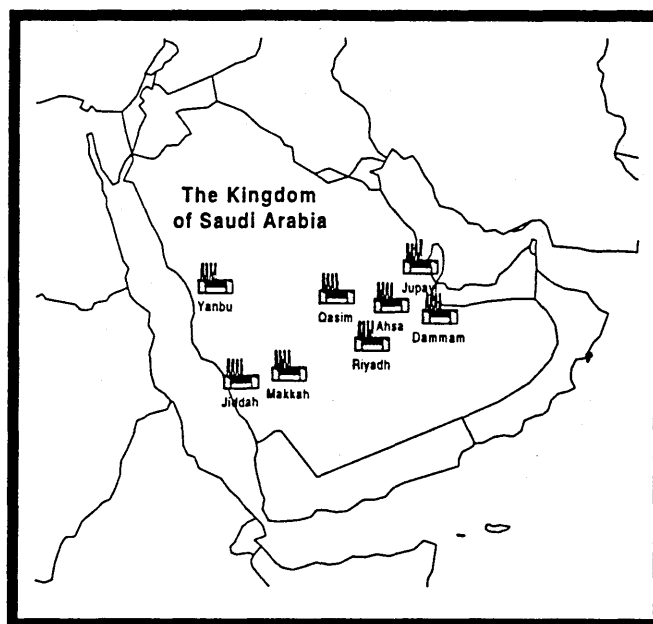 The Kingdom
of Saudi Arabia
Jupay
Yanbu
Qasim
Ahsa
Dammam
Riyadh
Jiddah
Makkah